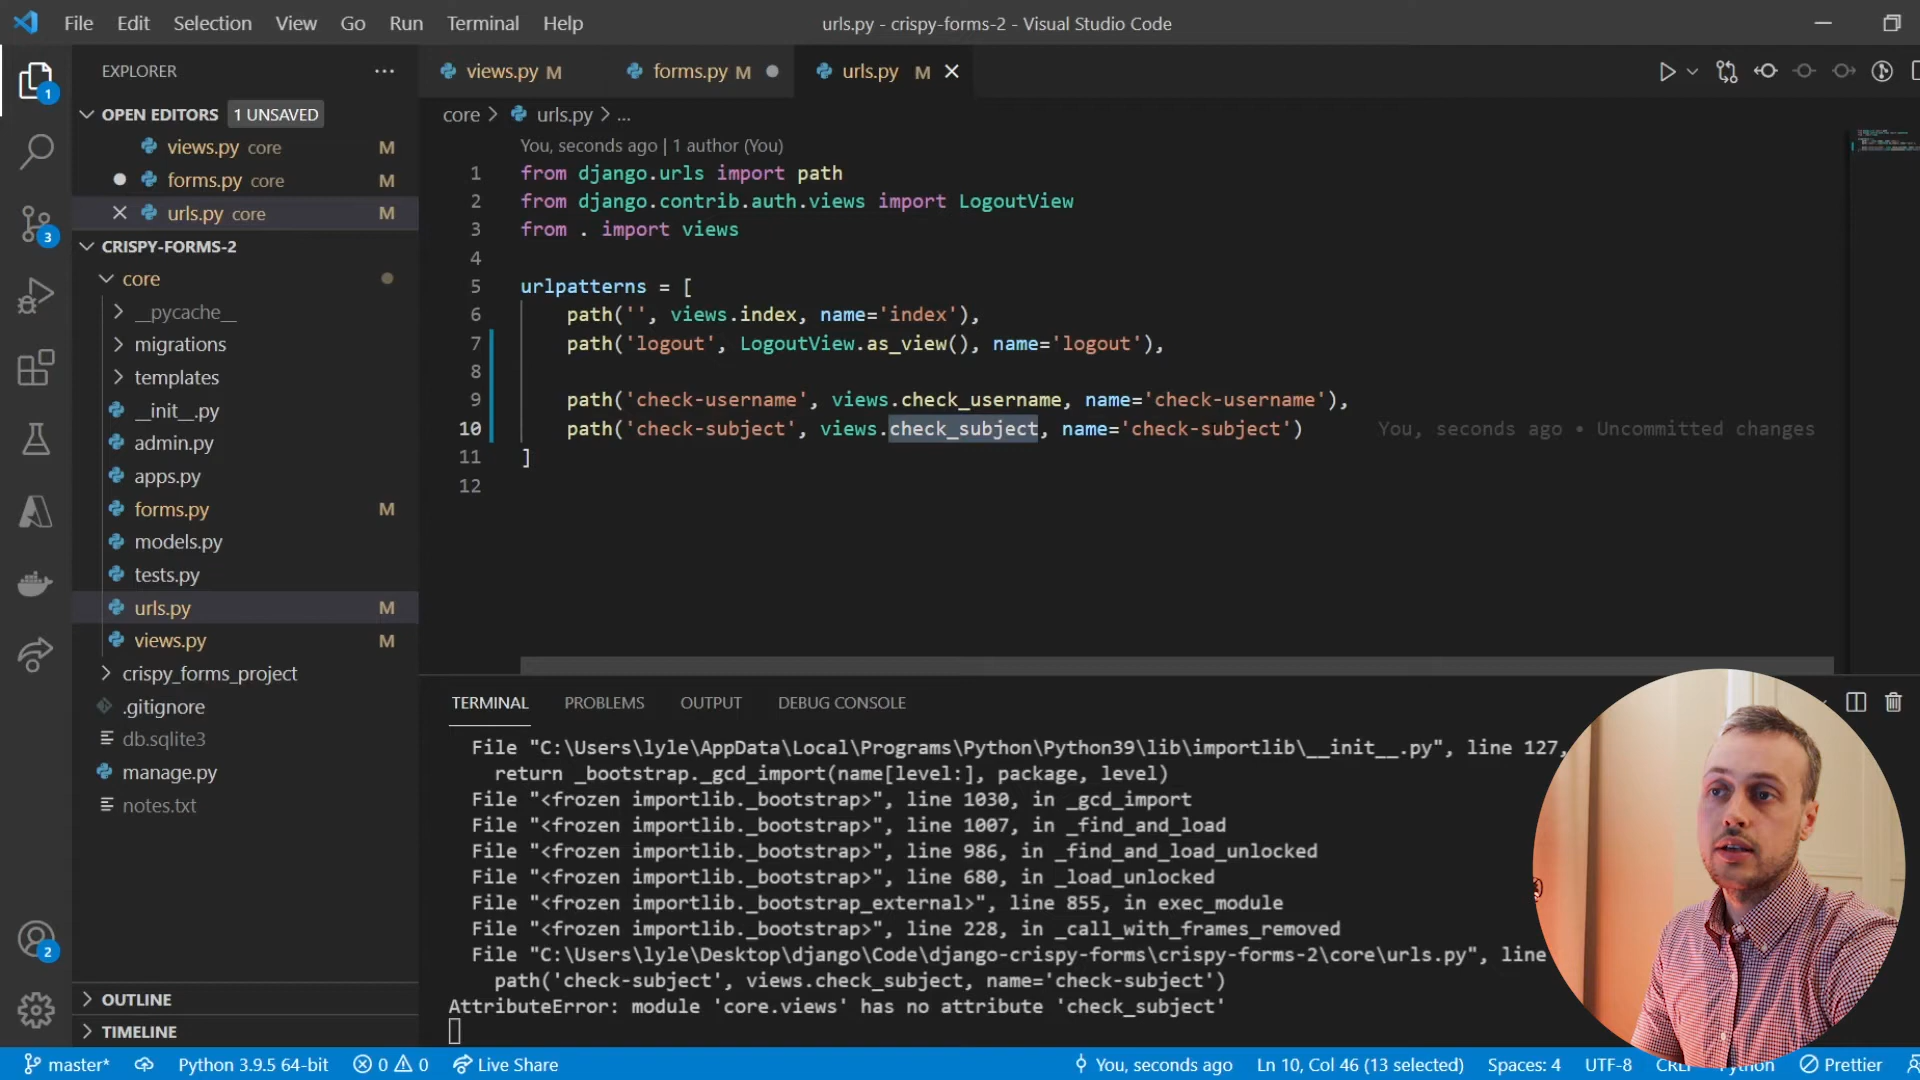 File Edit Selection View Go Run Terminal Help
urls.py - crispy-forms-2 - Visual Studio Code
EXPLORER
OPEN EDITORS 1 UNSAVED
views.py core M
forms.py core M
urls.py core M
CRISPY-FORMS-2
core
__pycache__
migrations
templates
__init__.py
admin.py
apps.py
forms.py M
models.py
tests.py
urls.py M
views.py M
crispy_forms_project
.gitignore
db.sqlite3
manage.py
notes.txt
OUTLINE
TIMELINE
1
3
2
views.py M
forms.py M
urls.py M
core > urls.py > ...
You, seconds ago | 1 author (You)
1 from django.urls import path
2 from django.contrib.auth.views import LogoutView
3 from . import views
4
5 urlpatterns = [
6 path('', views.index, name='index'),
7 path('logout', LogoutView.as_view(), name='logout'),
8
9 path('check-username', views.check_username, name='check-username'),
10 path('check-subject', views.check_subject, name='check-subject') You, seconds ago • Uncommitted changes
11 ]
12
TERMINAL PROBLEMS OUTPUT DEBUG CONSOLE
File "C:\Users\lyle\AppData\Local\Programs\Python\Python39\lib\importlib\__init__.py", line 127,
return _bootstrap._gcd_import(name[level:], package, level)
File "<frozen importlib._bootstrap>", line 1030, in _gcd_import
File "<frozen importlib._bootstrap>", line 1007, in _find_and_load
File "<frozen importlib._bootstrap>", line 986, in _find_and_load_unlocked
File "<frozen importlib._bootstrap>", line 680, in _load_unlocked
File "<frozen importlib._bootstrap_external>", line 855, in exec_module
File "<frozen importlib._bootstrap>", line 228, in _call_with_frames_removed
File "C:\Users\lyle\Desktop\django\Code\django-crispy-forms\crispy-forms-2\core\urls.py", line
path('check-subject', views.check_subject, name='check-subject')
AttributeError: module 'core.views' has no attribute 'check_subject'
master* Python 3.9.5 64-bit 0 0 Live Share You, seconds ago Ln 10, Col 46 (13 selected) Spaces: 4 UTF-8 Prettier